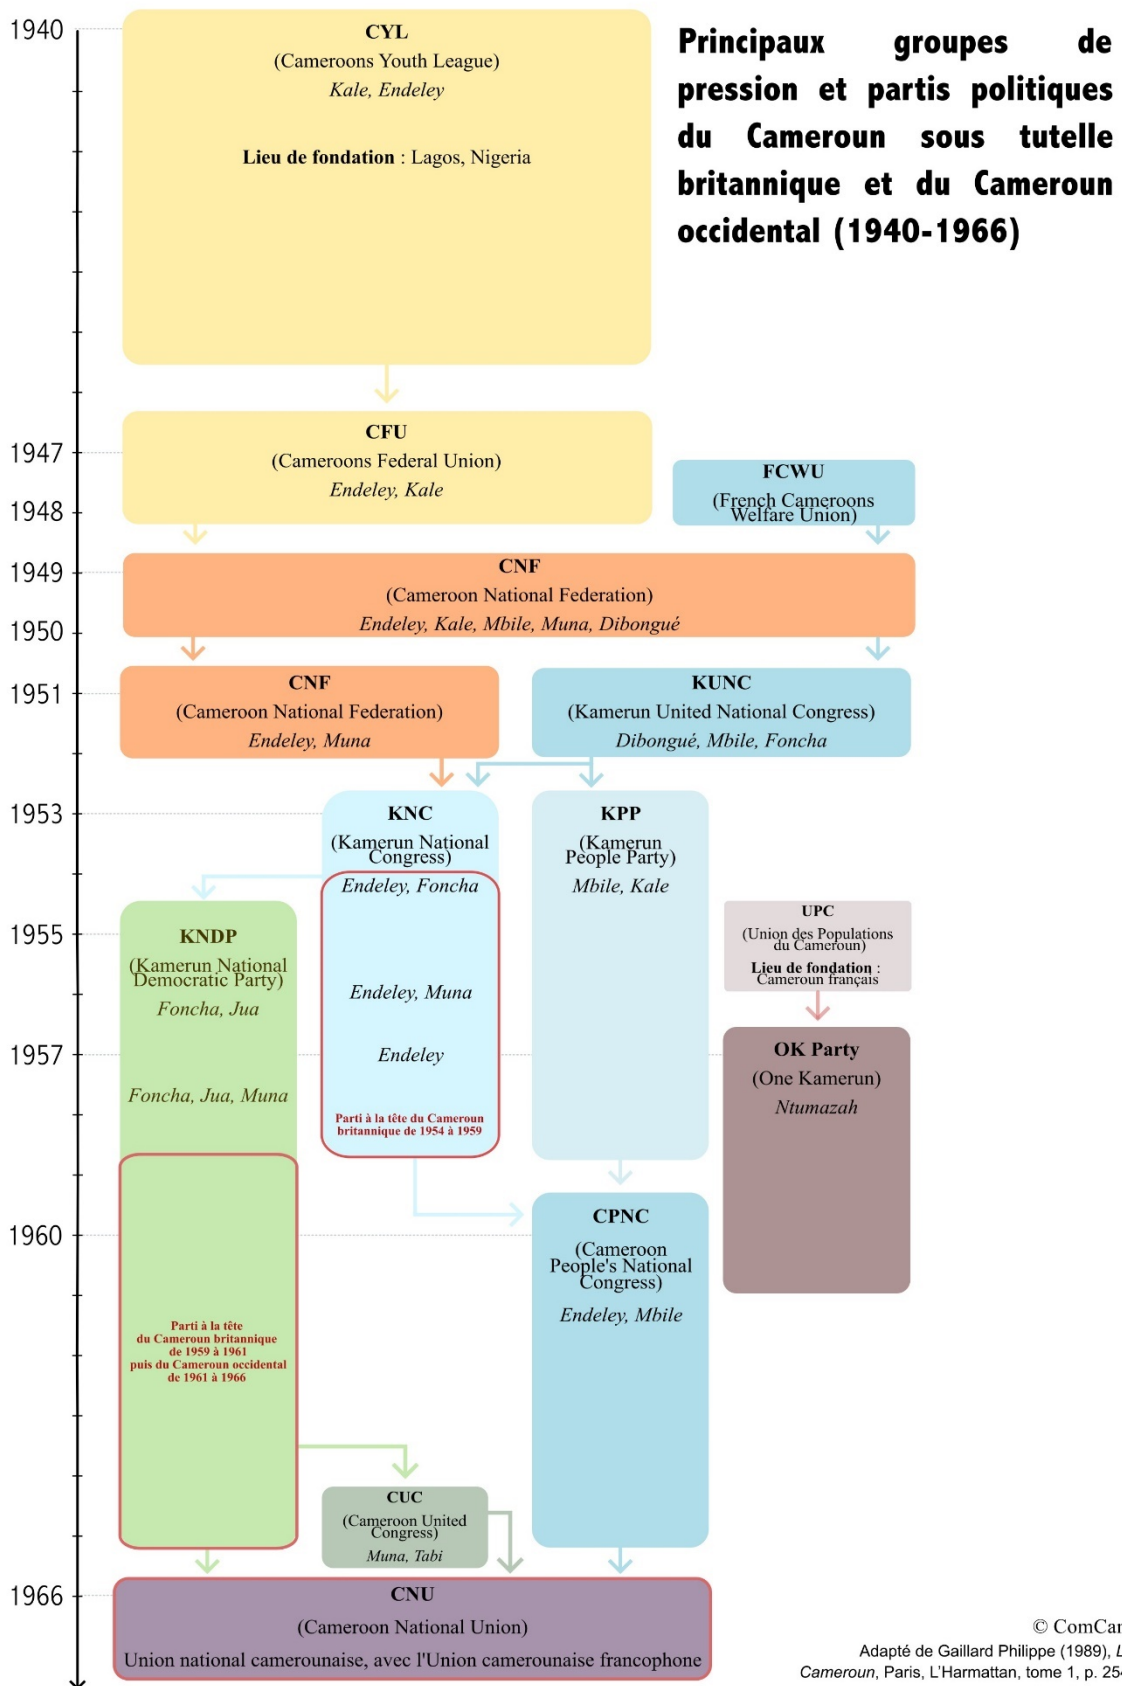 Principaux groupes de
pression et partis politiques
du Cameroun sous tutelle
britannique et du Cameroun
occidental (1940-1966)
1940
CYL
(Cameroons Youth League)
Kale, Endeley
Lieu de fondation : Lagos, Nigeria
CFU
1947
(Cameroons Federal Union)
Endeley, Kale
FCWU
(French Cameroons
Welfare Union)
1948
CNF
1949
(Cameroon National Federation)
Endeley, Kale, Mbile, Muna, Dibongué
1950
CNF
(Cameroon National Federation)
Endeley, Muna
KUNC
(Kamerun United National Congress)
Dibongué, Mbile, Foncha
1951
1953
KNC
(Kamerun National
Congress)
Endeley, Foncha
Endeley, Muna
Endeley
Parti à la tête du Cameroun
britannique de 1954 à 1959
KPP
(Kamerun
People Party)
Mbile, Kale
1955
KNDP
(Kamerun National
Democratic Party)
Foncha, Jua
Foncha, Jua, Muna
Parti à la tête
du Cameroun britannique
de 1959 à 1961
puis du Cameroun occidental
de 1961 à 1966
UPC
(Union des Populations
du Cameroun)
Lieu de fondation :
Cameroun français
1957
OK Party
(One Kamerun)
Ntumazah
1960
CPNC
(Cameroon
People's National
Congress)
Endeley, Mbile
CUC
(Cameroon United
Congress)
Muna, Tabi
1966
CNU
(Cameroon National Union)
Union national camerounaise, avec l'Union camerounaise francophone
© ComCam
Adapté de Gaillard Philippe (1989), L
Cameroun, Paris, L'Harmattan, tome 1, p. 254